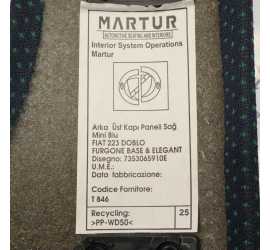 MARTUR
AUTOMOTIVE SEATING AND INTERIORS
Interior System Operations
Martur
Arka Üst Kapı Paneli Sağ
Mini Blu
FIAT 223 DOBLO
FURGONE BASE & ELEGANT
Disegno: 7353065910E
U.M.E.:
Data fabbricazione:
Codice Fornitore:
T 846
Recycling:
>PP-WD50<
25